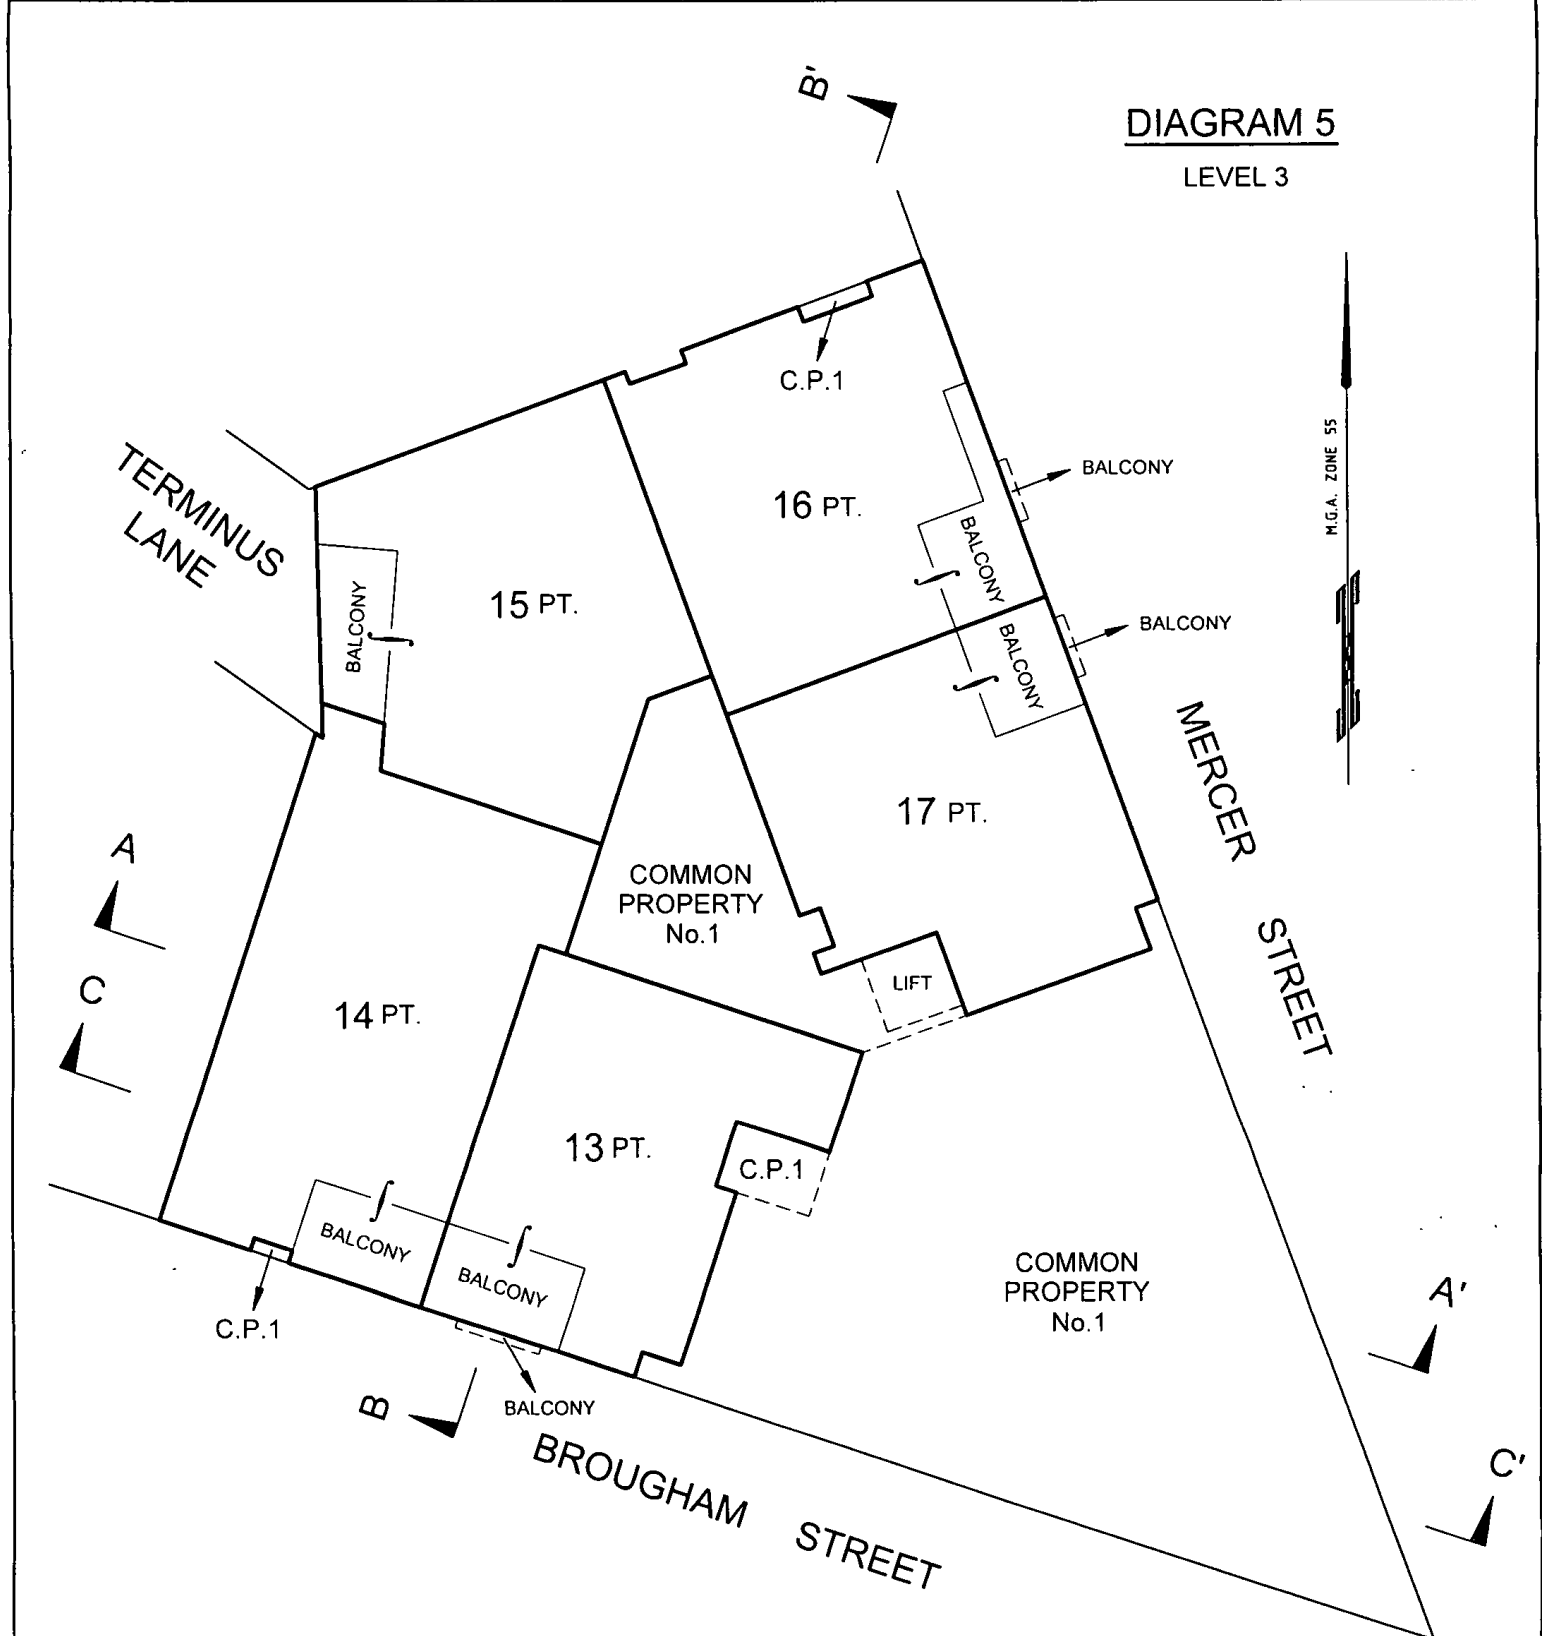 B'
DIAGRAM 5
LEVEL 3
C.P.1
M.G.A. ZONE 55
TERMINUS
LANE
BALCONY
16 PT.
BALCONY
15 PT.
BALCONY
BALCONY
BALCONY
MERCER
STREET
17 PT.
A
COMMON
PROPERTY
No.1
C
LIFT
14 PT.
13 PT.
C.P.1
BALCONY
BALCONY
COMMON
PROPERTY
No.1
A'
C.P.1
B
BALCONY
BROUGHAM
STREET
C'